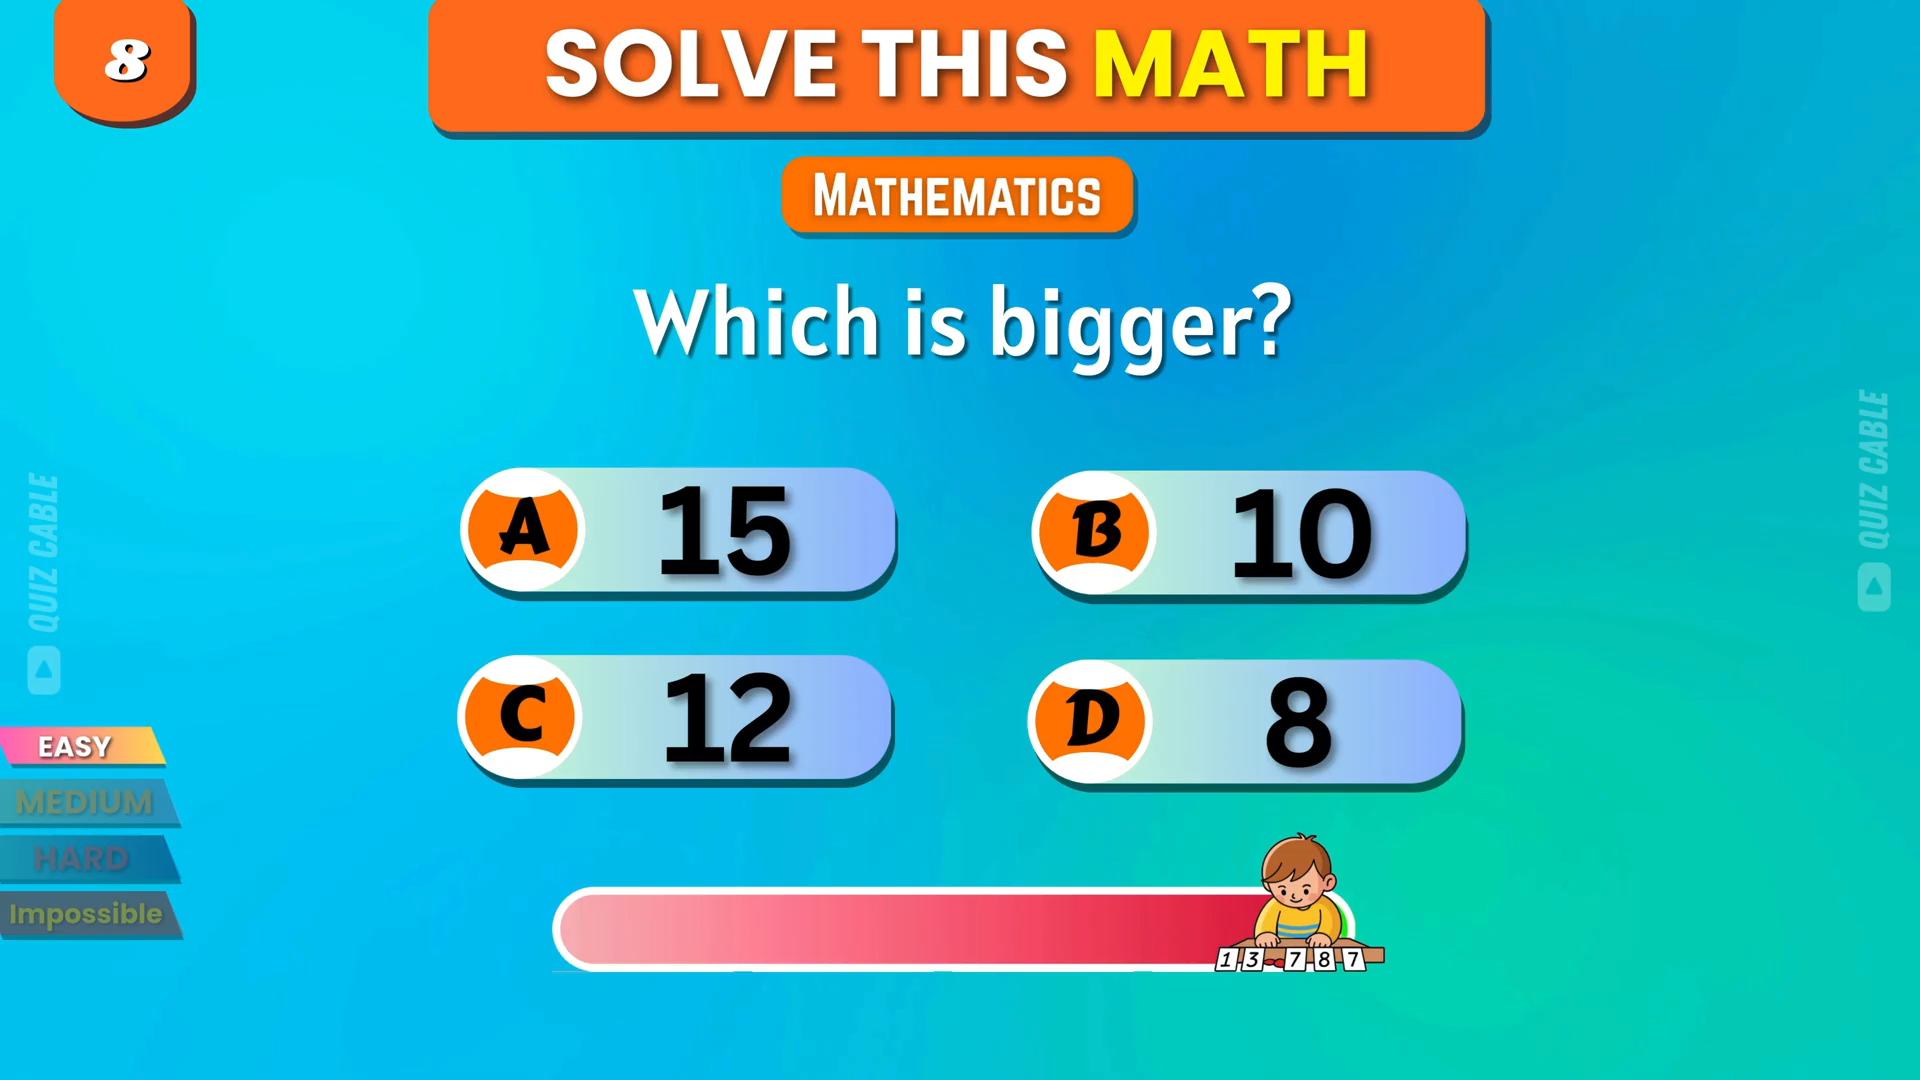 8
SOLVE THIS MATH
MATHEMATICS
Which is bigger?
A 15
B 10
C 12
D 8
QUIZ CABLE
QUIZ CABLE
EASY
MEDIUM
HARD
Impossible
1 3 7 8 7